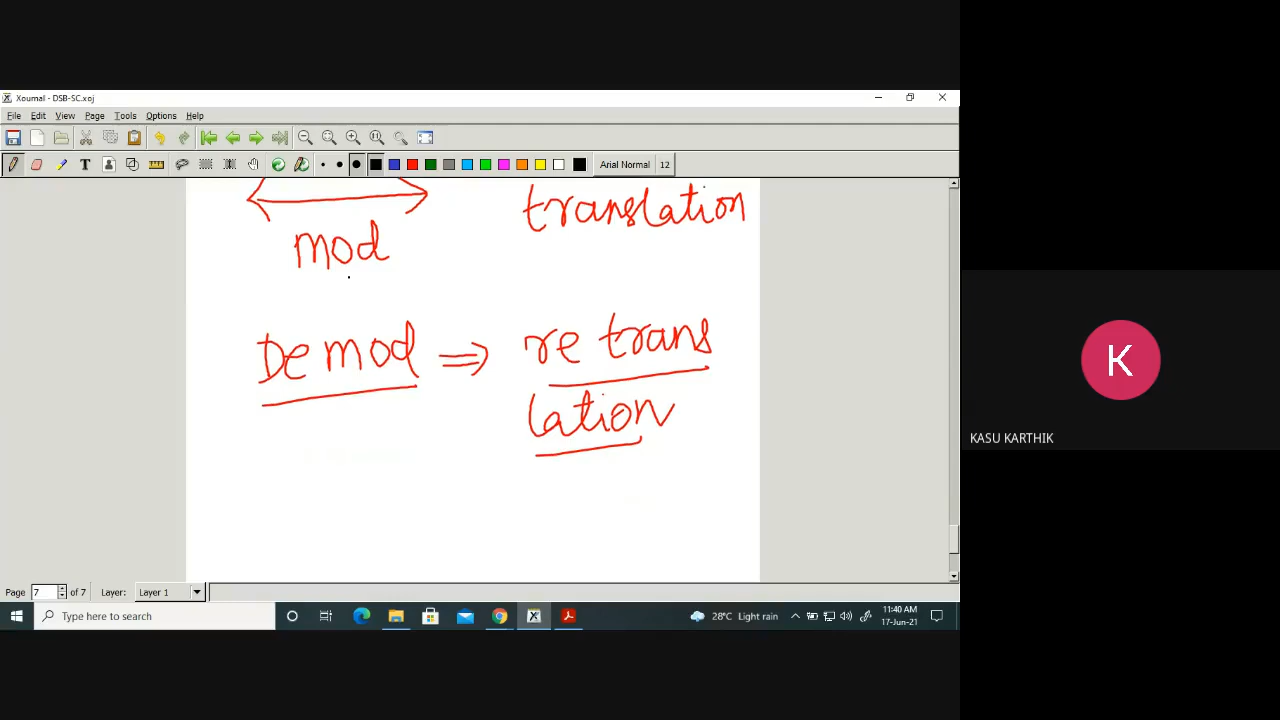 Xournal - DSB-SC.xoj
File Edit View Page Tools Options Help
Arial Normal 12
translation
mod
Demod ⇒ re trans
lation
K
KASU KARTHIK
Page 7 of 7 Layer: Layer 1
Type here to search
28°C Light rain
11:40 AM
17-Jun-21